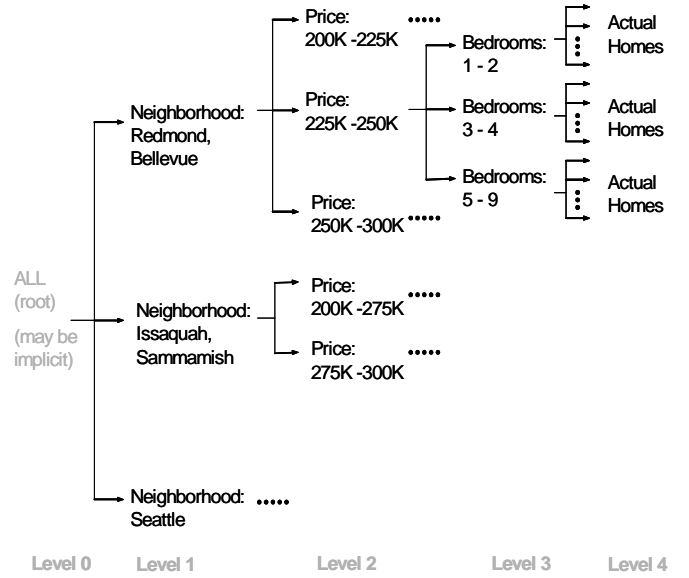 Price:
200K -225K
Bedrooms:
1 - 2
Actual
Homes
Neighborhood:
Redmond,
Bellevue
Price:
225K -250K
Bedrooms:
3 - 4
Actual
Homes
Bedrooms:
5 - 9
Actual
Homes
Price:
250K -300K
ALL
(root)
(may be
implicit)
Neighborhood:
Issaquah,
Sammamish
Price:
200K -275K
Price:
275K -300K
Neighborhood:
Seattle
Level 0
Level 1
Level 2
Level 3
Level 4